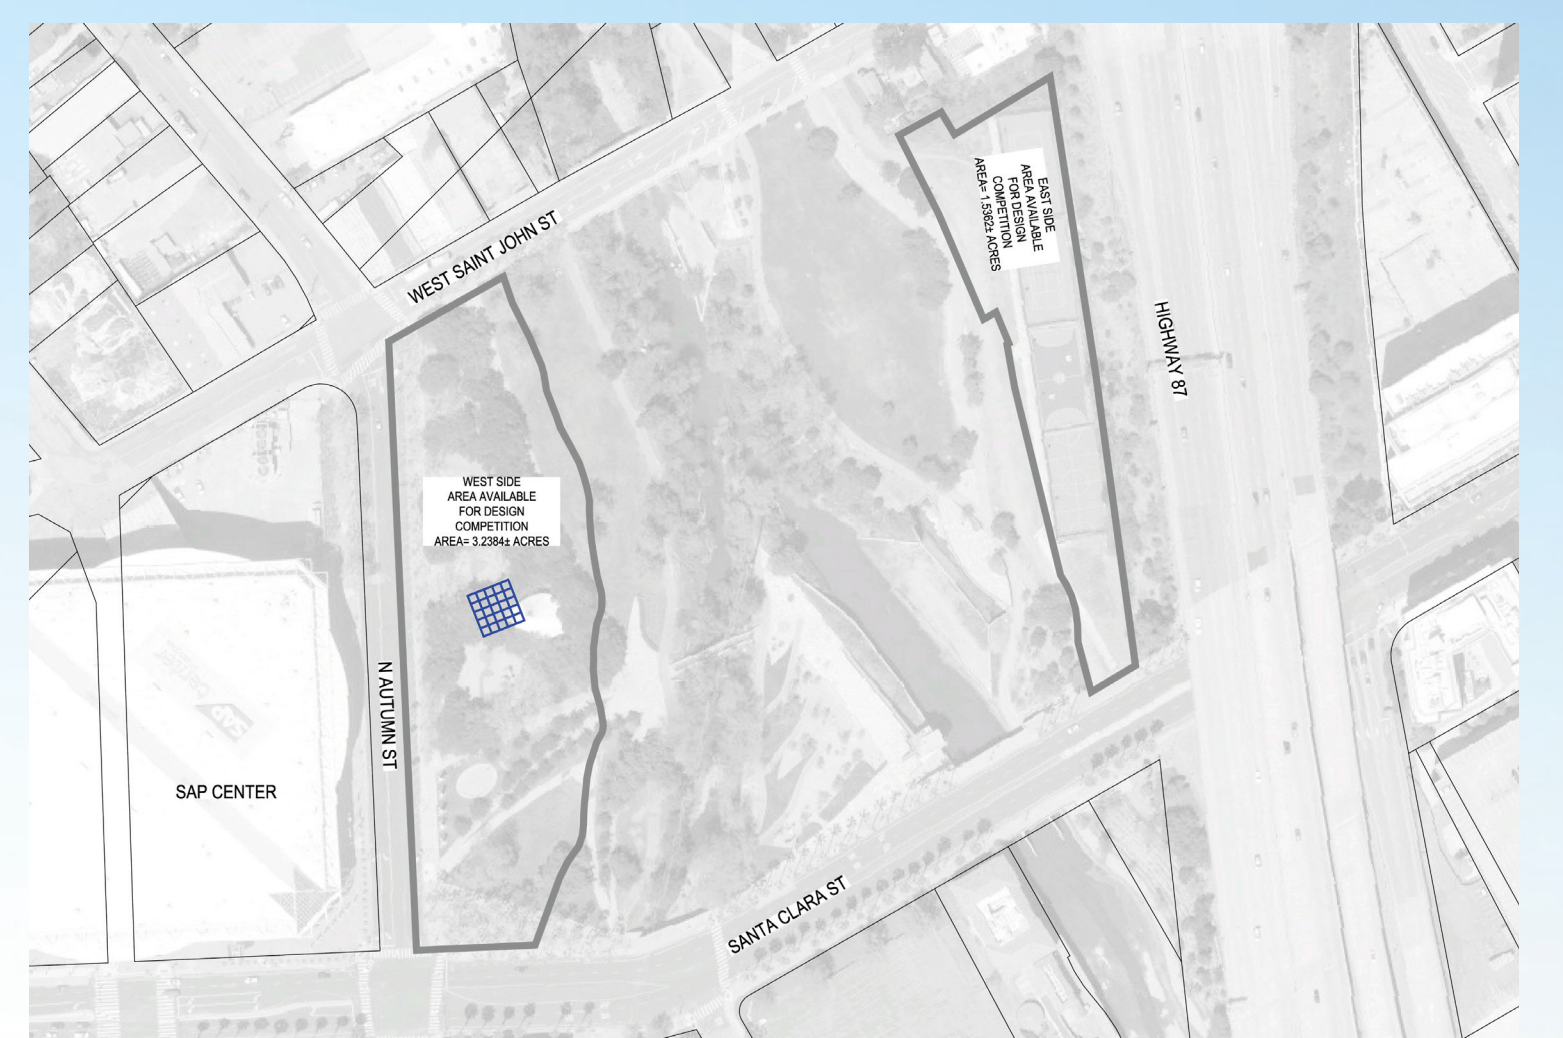 WEST SAINT JOHN ST
EAST SIDE
AREA AVAILABLE
FOR DESIGN
COMPETITION
AREA= 1.5362± ACRES
HIGHWAY 87
WEST SIDE
AREA AVAILABLE
FOR DESIGN
COMPETITION
AREA= 3.2384± ACRES
N AUTUMN ST
SAP CENTER
SANTA CLARA ST